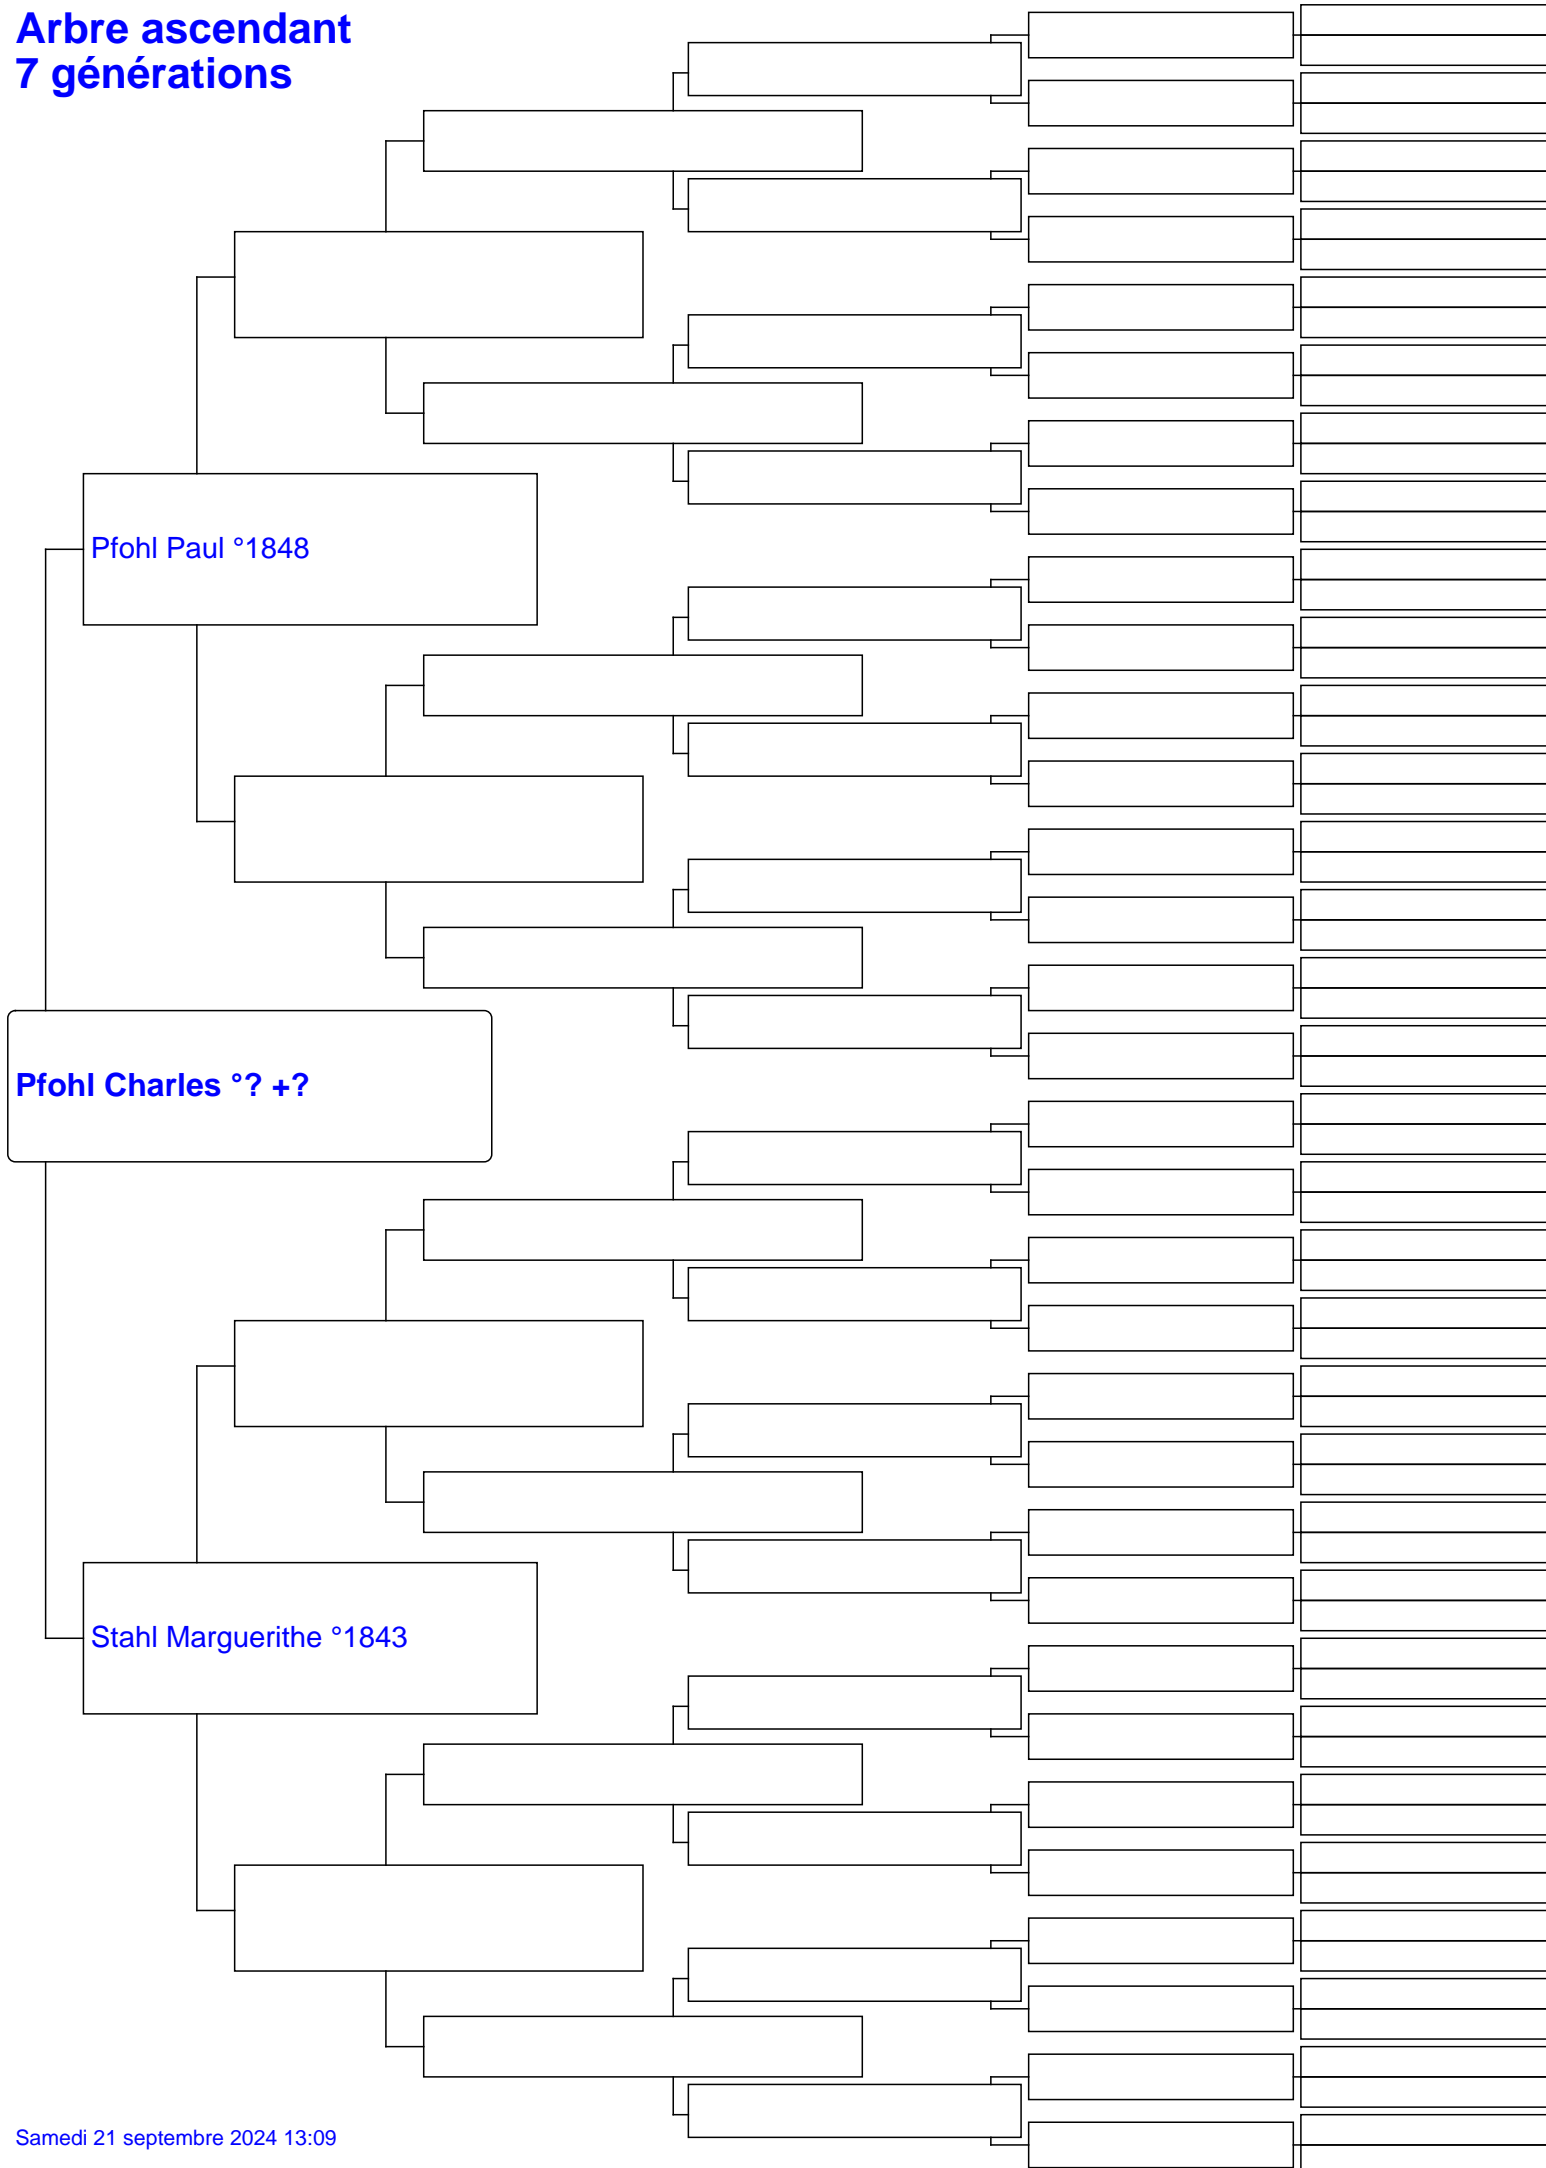 Arbre ascendant
7 générations
Pfohl Paul °1848
Pfohl Charles °? +?
Stahl Marguerithe °1843
Samedi 21 septembre 2024 13:09